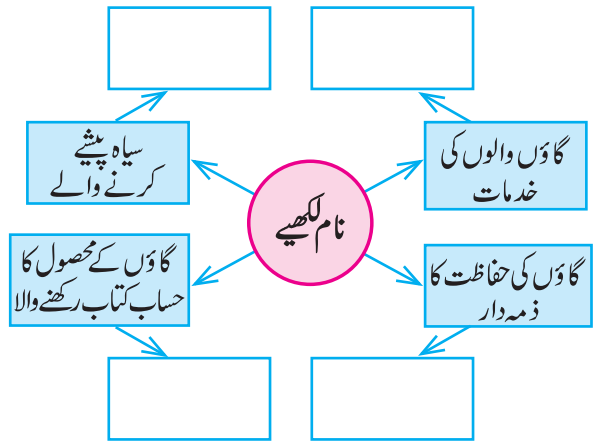 گاؤں والوں کی
خدمات
سیاہ پیشے
کرنے والے
نام لکھیے
گاؤں کی حفاظت کا
ذمہ دار
گاؤں کے محصول کا
حساب کتاب رکھنے والا